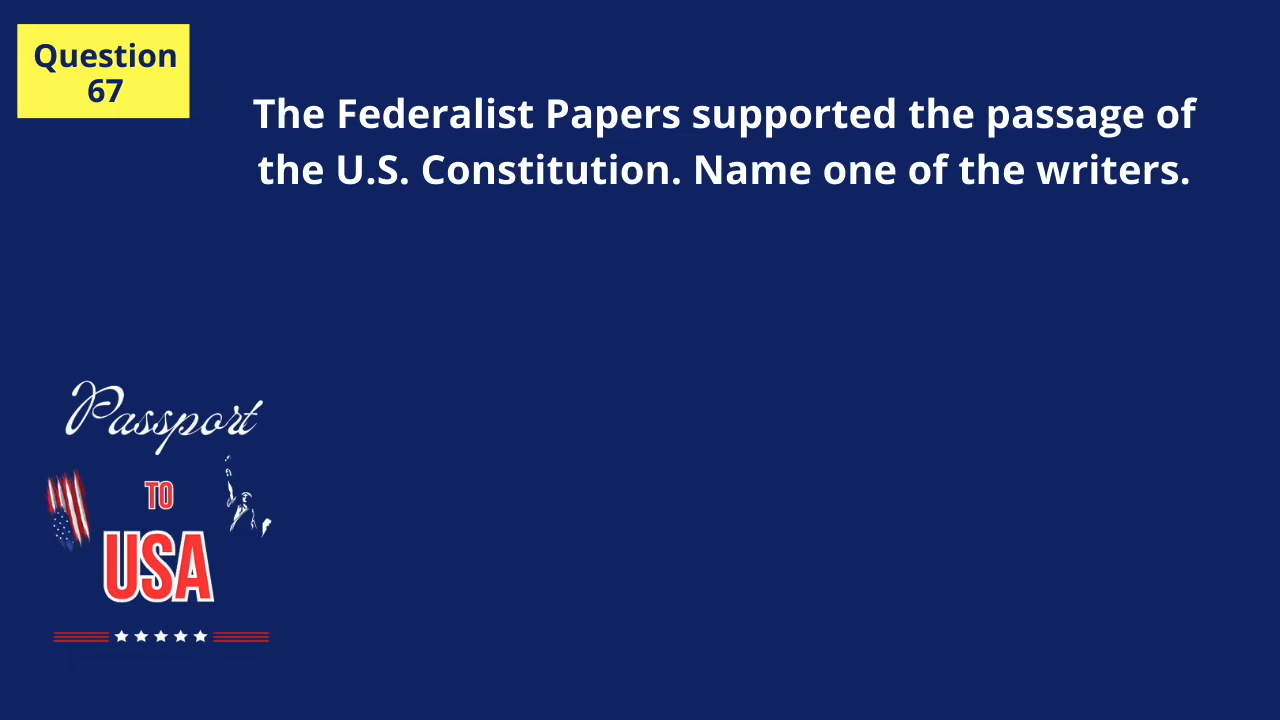 Question
67
The Federalist Papers supported the passage of
the U.S. Constitution. Name one of the writers.
Passport
TO
USA